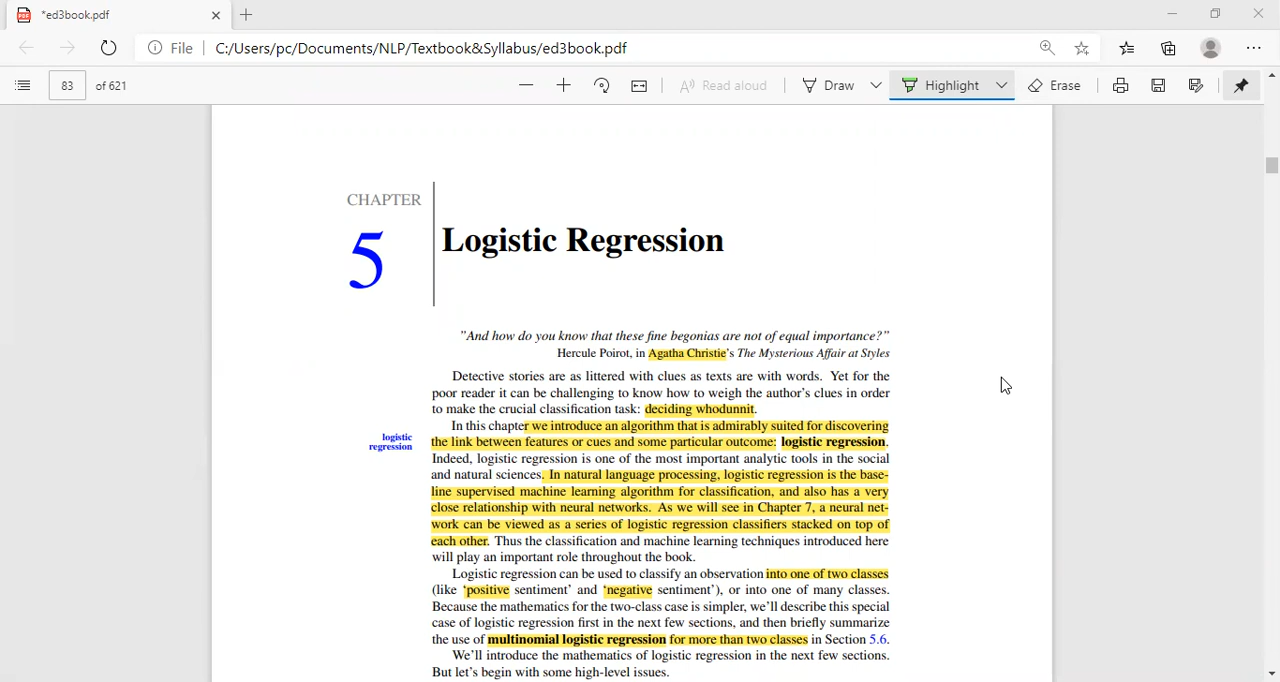 *ed3book.pdf
File
C:/Users/pc/Documents/NLP/Textbook&Syllabus/ed3book.pdf
83 of 621
Read aloud
Draw
Highlight
Erase
CHAPTER
5
Logistic Regression
”And how do you know that these fine begonias are not of equal importance?”
Hercule Poirot, in Agatha Christie’s The Mysterious Affair at Styles
Detective stories are as littered with clues as texts are with words. Yet for the
poor reader it can be challenging to know how to weigh the author’s clues in order
to make the crucial classification task: deciding whodunnit.
In this chapter we introduce an algorithm that is admirably suited for discovering
logistic
regression
the link between features or cues and some particular outcome: logistic regression.
Indeed, logistic regression is one of the most important analytic tools in the social
and natural sciences. In natural language processing, logistic regression is the base-
line supervised machine learning algorithm for classification, and also has a very
close relationship with neural networks. As we will see in Chapter 7, a neural net-
work can be viewed as a series of logistic regression classifiers stacked on top of
each other. Thus the classification and machine learning techniques introduced here
will play an important role throughout the book.
Logistic regression can be used to classify an observation into one of two classes
(like ‘positive sentiment’ and ‘negative sentiment’), or into one of many classes.
Because the mathematics for the two-class case is simpler, we’ll describe this special
case of logistic regression first in the next few sections, and then briefly summarize
the use of multinomial logistic regression for more than two classes in Section 5.6.
We’ll introduce the mathematics of logistic regression in the next few sections.
But let’s begin with some high-level issues.